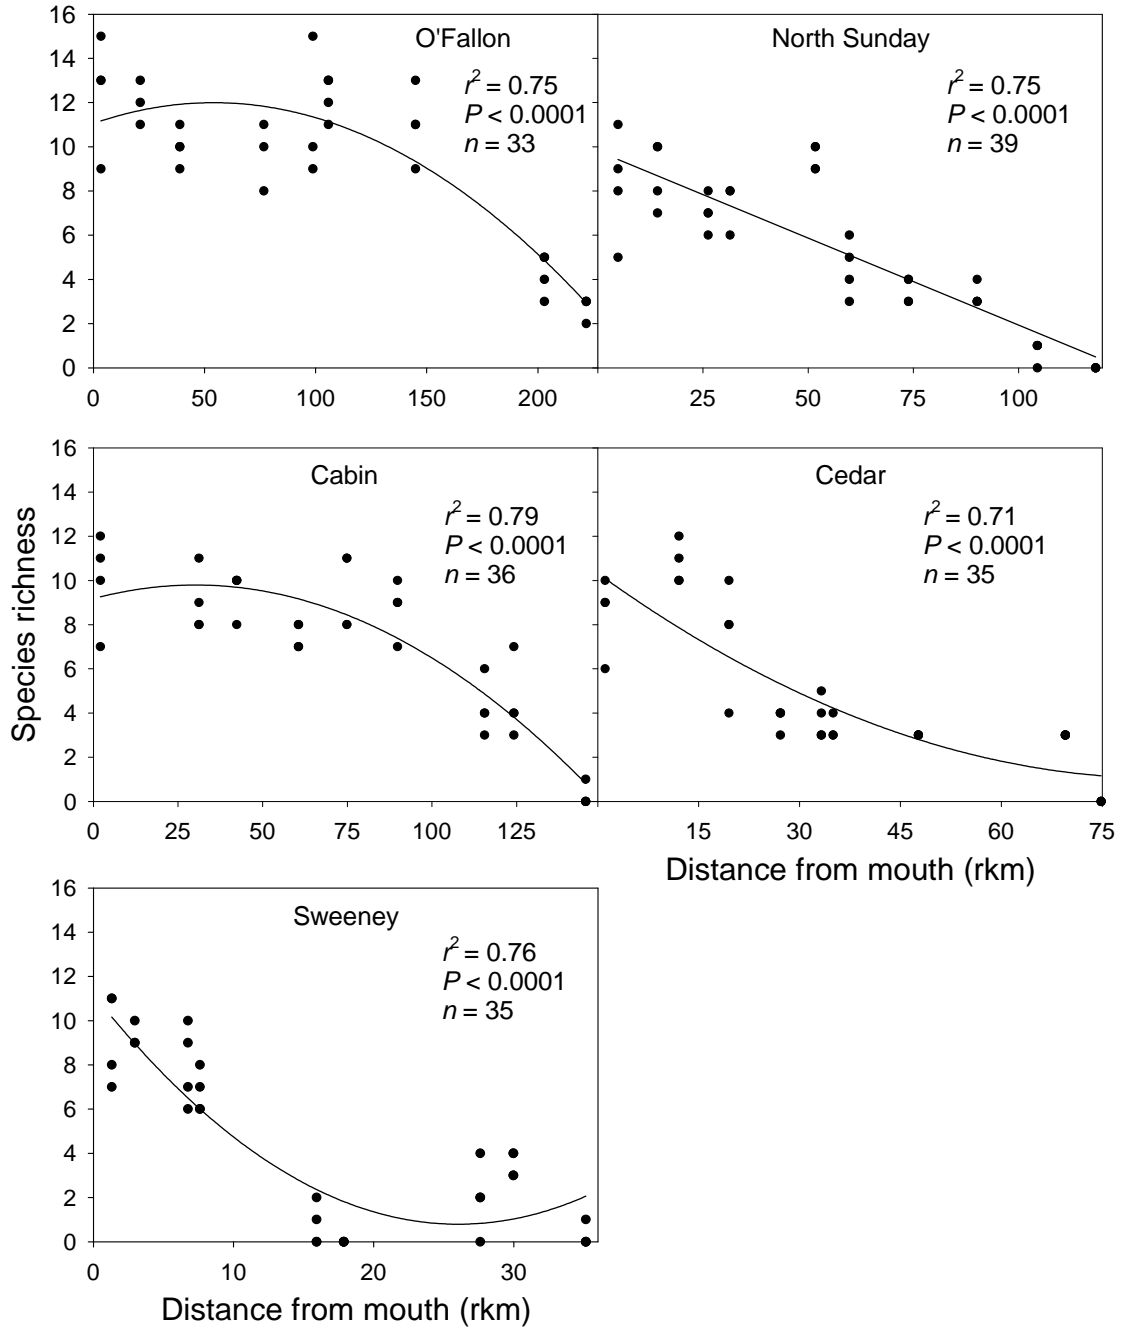 16
14
12
10
8
6
4
2
0
O'Fallon
r² = 0.75
P < 0.0001
n = 33
0 50 100 150 200
North Sunday
r² = 0.75
P < 0.0001
n = 39
25 50 75 100
Species richness
16
14
12
10
8
6
4
2
0
Cabin
r² = 0.79
P < 0.0001
n = 36
0 25 50 75 100 125
Cedar
r² = 0.71
P < 0.0001
n = 35
15 30 45 60 75
Distance from mouth (rkm)
16
14
12
10
8
6
4
2
0
Sweeney
r² = 0.76
P < 0.0001
n = 35
0 10 20 30
Distance from mouth (rkm)